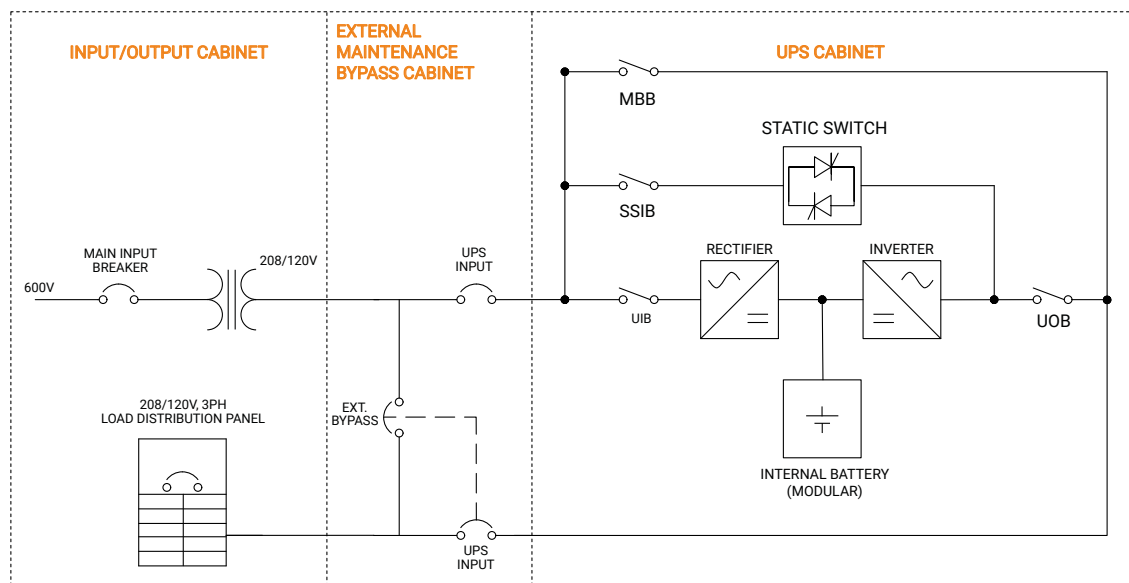 INPUT/OUTPUT CABINET
EXTERNAL
MAINTENANCE
BYPASS CABINET
UPS CABINET
MBB
STATIC SWITCH
SSIB
MAIN INPUT
BREAKER
208/120V
600V
UPS
INPUT
RECTIFIER
INVERTER
UIB
UOB
208/120V, 3PH
LOAD DISTRIBUTION PANEL
EXT.
BYPASS
INTERNAL BATTERY
(MODULAR)
UPS
INPUT